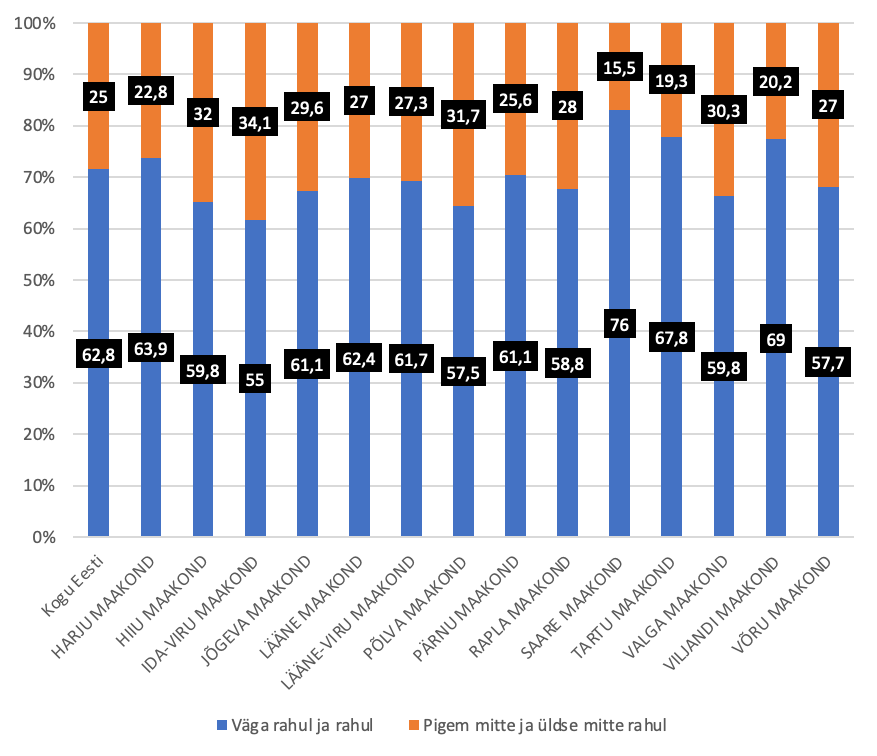 100%
90%
80%
70%
60%
50%
40%
30%
20%
10%
0%
25
22,8
32
34,1
29,6
27
27,3
31,7
25,6
28
15,5
19,3
30,3
20,2
27
62,8
63,9
59,8
55
61,1
62,4
61,7
57,5
61,1
58,8
76
67,8
59,8
69
57,7
Kogu Eesti
HARJU MAAKOND
HIIU MAAKOND
IDA-VIRU MAAKOND
JÕGEVA MAAKOND
LÄÄNE MAAKOND
LÄÄNE-VIRU MAAKOND
PÕLVA MAAKOND
PÄRNU MAAKOND
RAPLA MAAKOND
SAARE MAAKOND
TARTU MAAKOND
VALGA MAAKOND
VILJANDI MAAKOND
VÕRU MAAKOND
Väga rahul ja rahul
Pigem mitte ja üldse mitte rahul